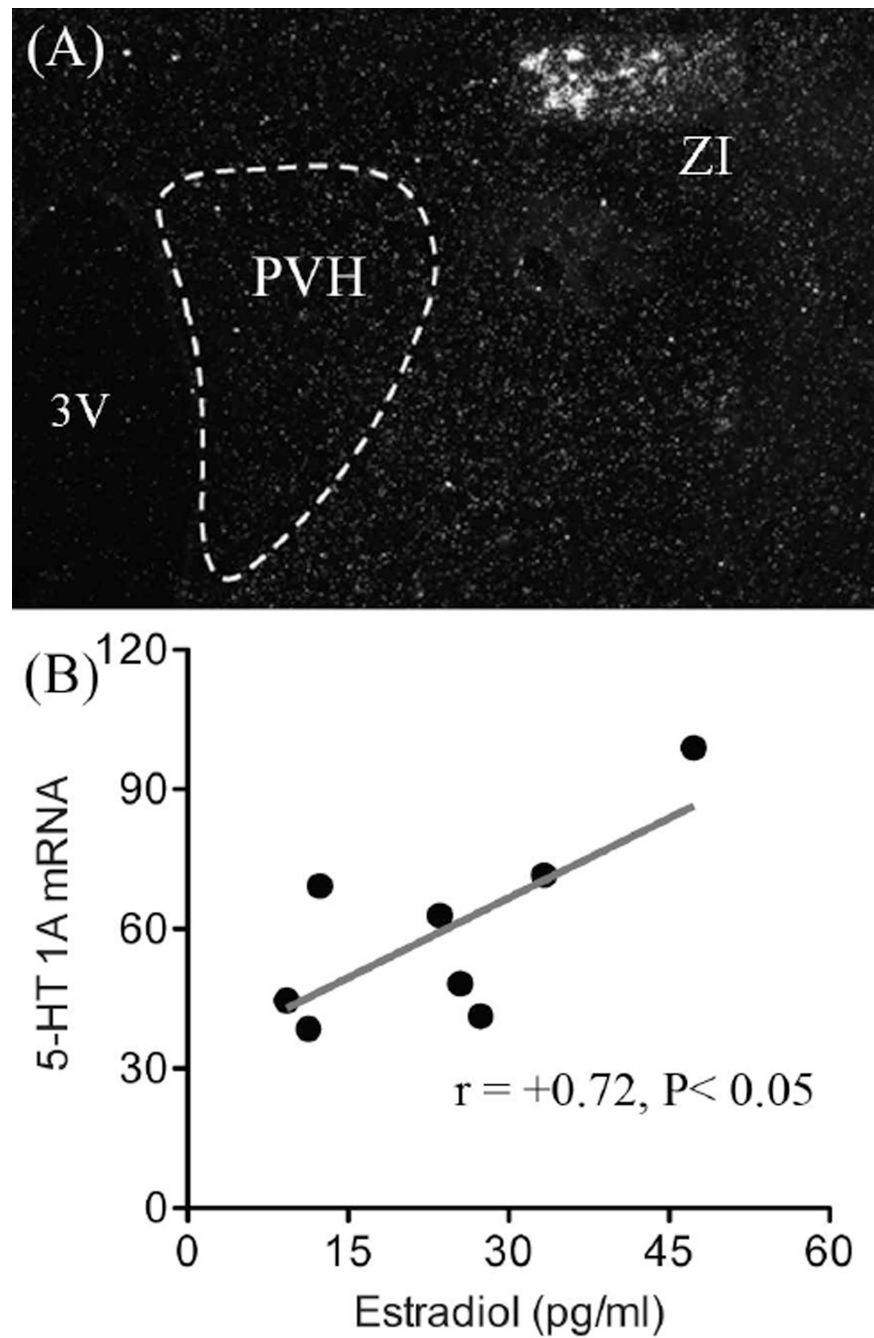 (A)
ZI
PVH
3V
(B)
120
90
60
30
0
5-HT 1A mRNA
r = +0.72, P< 0.05
0 15 30 45 60
Estradiol (pg/ml)